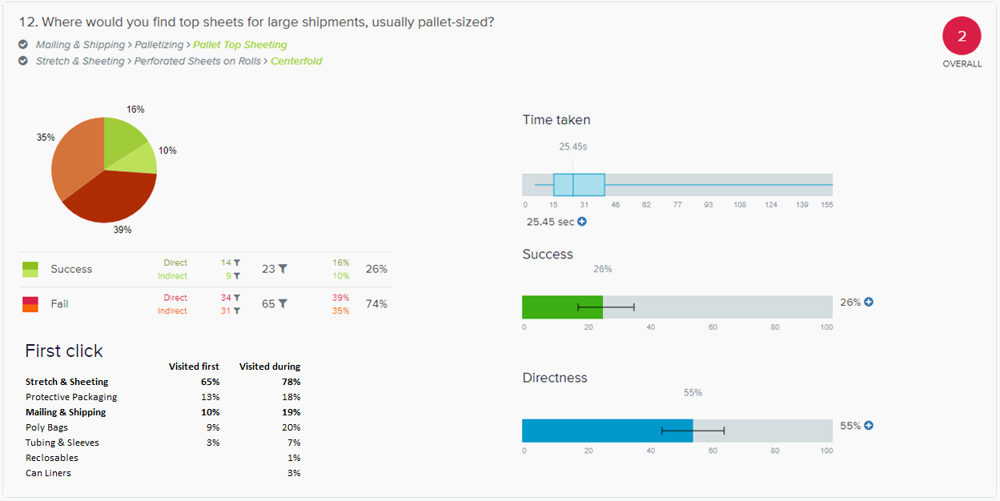 12. Where would you find top sheets for large shipments, usually pallet-sized?
Mailing & Shipping > Palletizing > Pallet Top Sheeting
Stretch & Sheeting > Perforated Sheets on Rolls > Centerfold
2
OVERALL
16%
35%
10%
39%
Success Direct 14 23 16% 26%
Indirect 9 10%
Fail Direct 34 65 39% 74%
Indirect 31 35%
First click
Visited first Visited during
Stretch & Sheeting 65% 78%
Protective Packaging 13% 18%
Mailing & Shipping 10% 19%
Poly Bags 9% 20%
Tubing & Sleeves 3% 7%
Reclosables 1%
Can Liners 3%
Time taken
25.45s
0 15 31 46 62 77 93 108 124 139 155
25.45 sec
Success
26%
26%
0 20 40 60 80 100
Directness
55%
55%
0 20 40 60 80 100